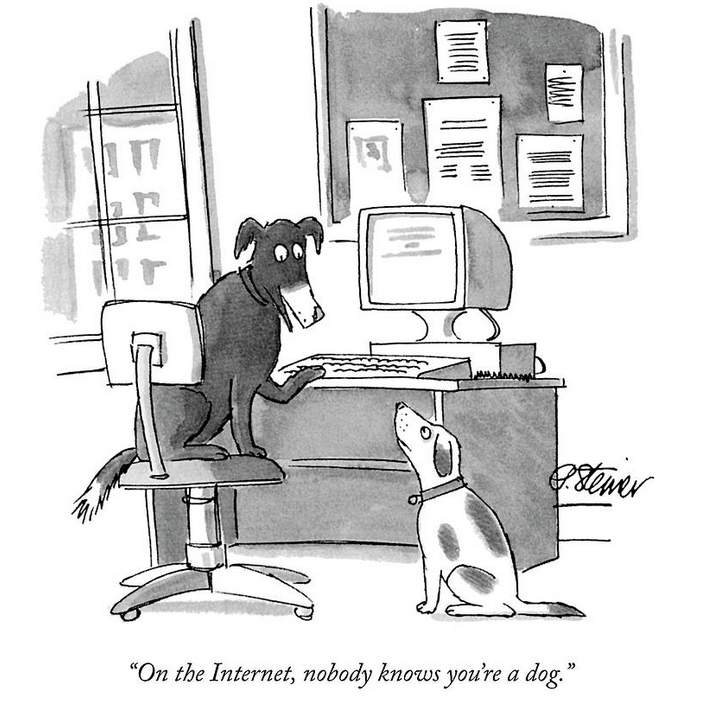 P. Steiner
“On the Internet, nobody knows you’re a dog.”